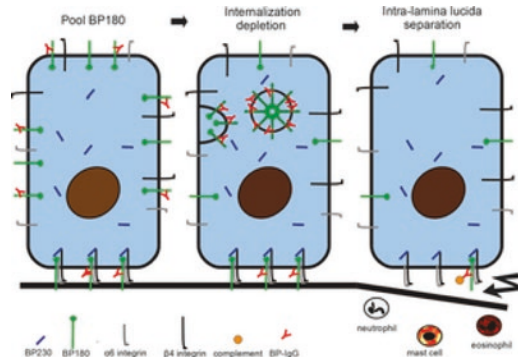 Pool BP180
Internalization
depletion
Intra-lamina lucida
separation
neutrophil
mast cell
eosinophil
BP230
BP180
α6 integrin
β4 integrin
complement
BP-IgG